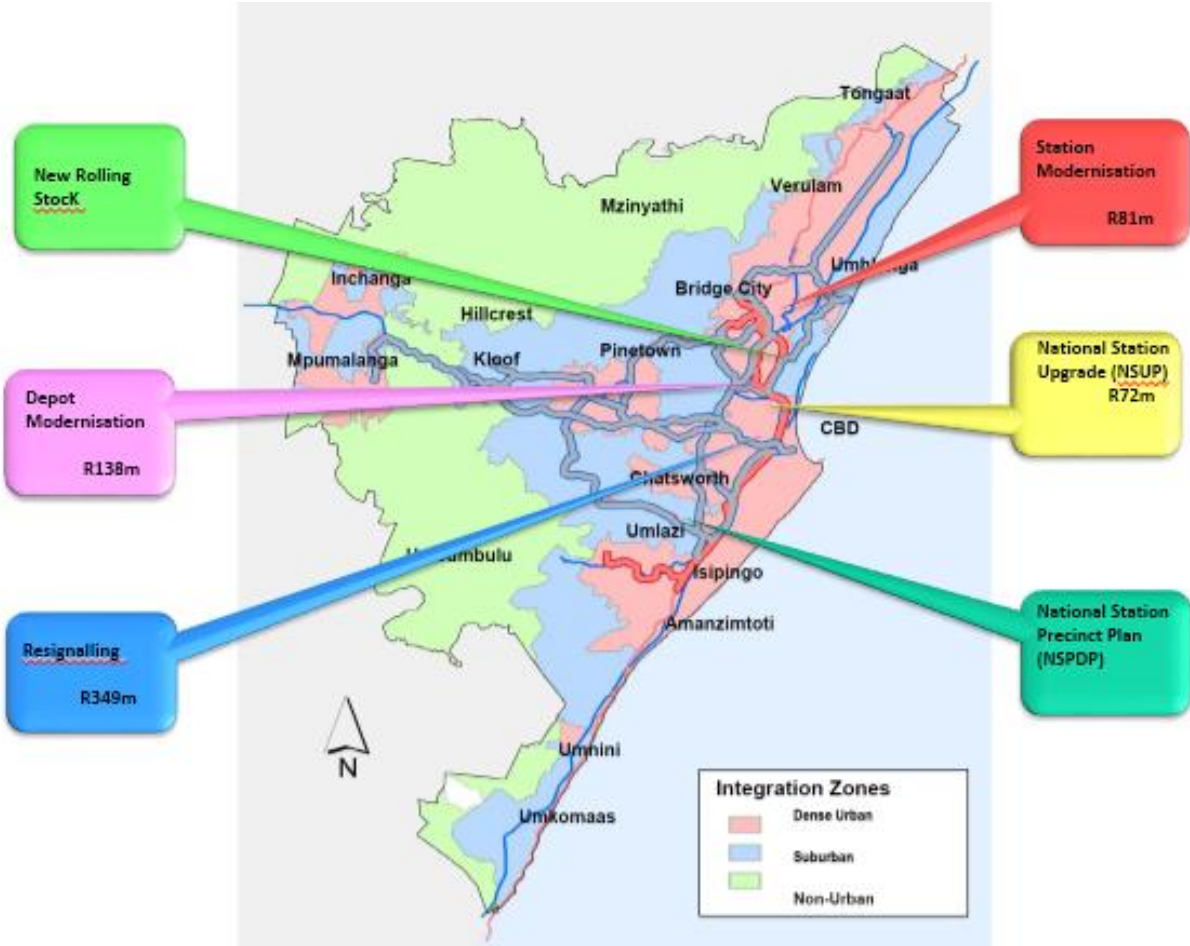 New Rolling
StocK
Depot
Modernisation
R138m
Resignalling
R349m
Tongaat
Verulam
Mzinyathi
Inchanga
Bridge City
Hillcrest
Pinetown
Kloof
Mpumalanga
CBD
Chatsworth
Umlazi
Isipingo
Amanzimtoti
Umnini
Umkomaas
N
Station
Modernisation
R81m
National Station
Upgrade (NSUP)
R72m
National Station
Precinct Plan
(NSPDP)
Integration Zones
Dense Urban
Suburban
Non-Urban